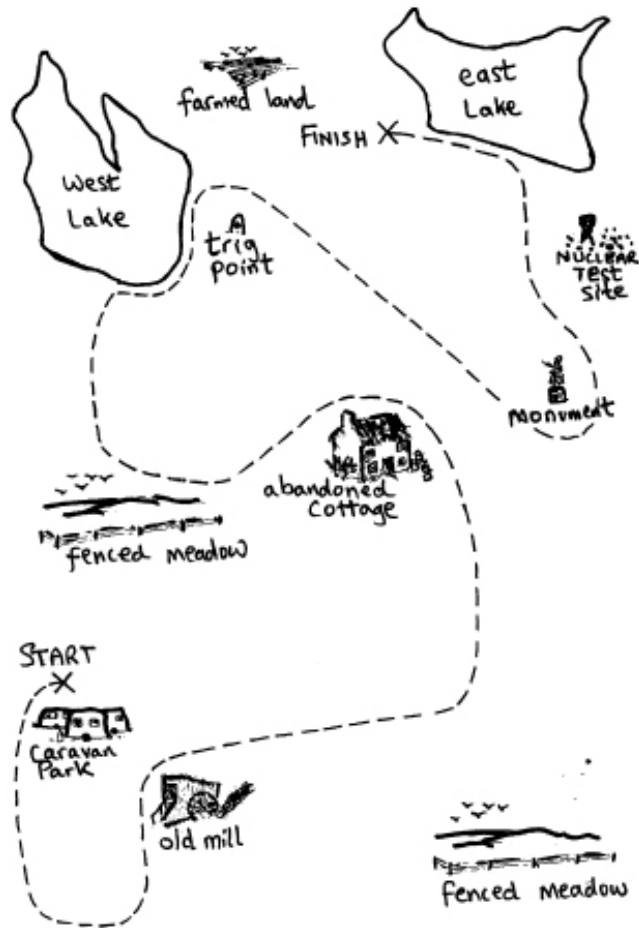 east
Lake
farmed land
FINISH
West
Lake
trig
point
NUCLEAR
TEST
Site
Monument
abandoned
Cottage
fenced meadow
START
Caravan
Park
old mill
fenced meadow